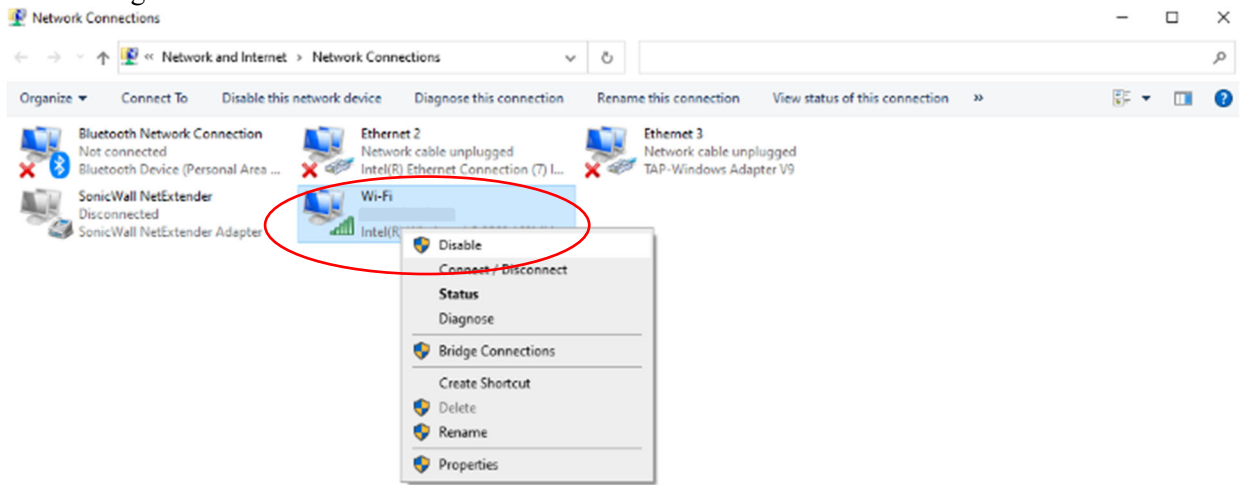 Network Connections
« Network and Internet > Network Connections
Organize Connect To Disable this network device Diagnose this connection Rename this connection View status of this connection »
Bluetooth Network Connection
Not connected
Bluetooth Device (Personal Area ...
Ethernet 2
Network cable unplugged
Intel(R) Ethernet Connection (7) I...
Ethernet 3
Network cable unplugged
TAP-Windows Adapter V9
SonicWall NetExtender
Disconnected
SonicWall NetExtender Adapter
Wi-Fi
Intel(R)
Disable
Connect / Disconnect
Status
Diagnose
Bridge Connections
Create Shortcut
Delete
Rename
Properties